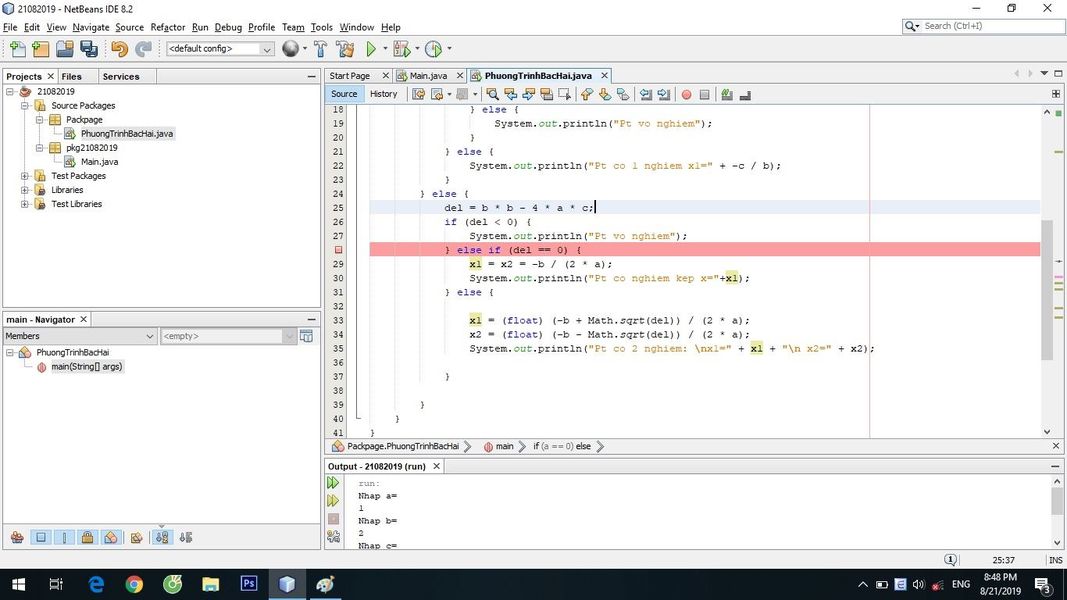 21082019 - NetBeans IDE 8.2
File Edit View Navigate Source Refactor Run Debug Profile Team Tools Window Help
Search (Ctrl+I)
<default config>
Projects Files Services
21082019
Source Packages
Packpage
PhuongTrinhBacHai.java
pkg21082019
Main.java
Test Packages
Libraries
Test Libraries
main - Navigator
Members <empty>
PhuongTrinhBacHai
main(String[] args)
Start Page Main.java PhuongTrinhBacHai.java
Source History
18 } else {
19 System.out.println("Pt vo nghiem");
20 }
21 } else {
22 System.out.println("Pt co 1 nghiem x1=" + -c / b);
23 }
24 } else {
25 del = b * b - 4 * a * c;
26 if (del < 0) {
27 System.out.println("Pt vo nghiem");
} else if (del == 0) {
29 x1 = x2 = -b / (2 * a);
30 System.out.println("Pt co nghiem kep x="+x1);
31 } else {
32
33 x1 = (float) (-b + Math.sqrt(del)) / (2 * a);
34 x2 = (float) (-b - Math.sqrt(del)) / (2 * a);
35 System.out.println("Pt co 2 nghiem: \nx1=" + x1 + "\n x2=" + x2);
36
37 }
38
39 }
40 }
41 }
Packpage.PhuongTrinhBacHai main if (a == 0) else
Output - 21082019 (run)
run:
Nhap a=
1
Nhap b=
2
Nhap c=
1 25:37 INS
Ps
ENG
8:48 PM
8/21/2019
3